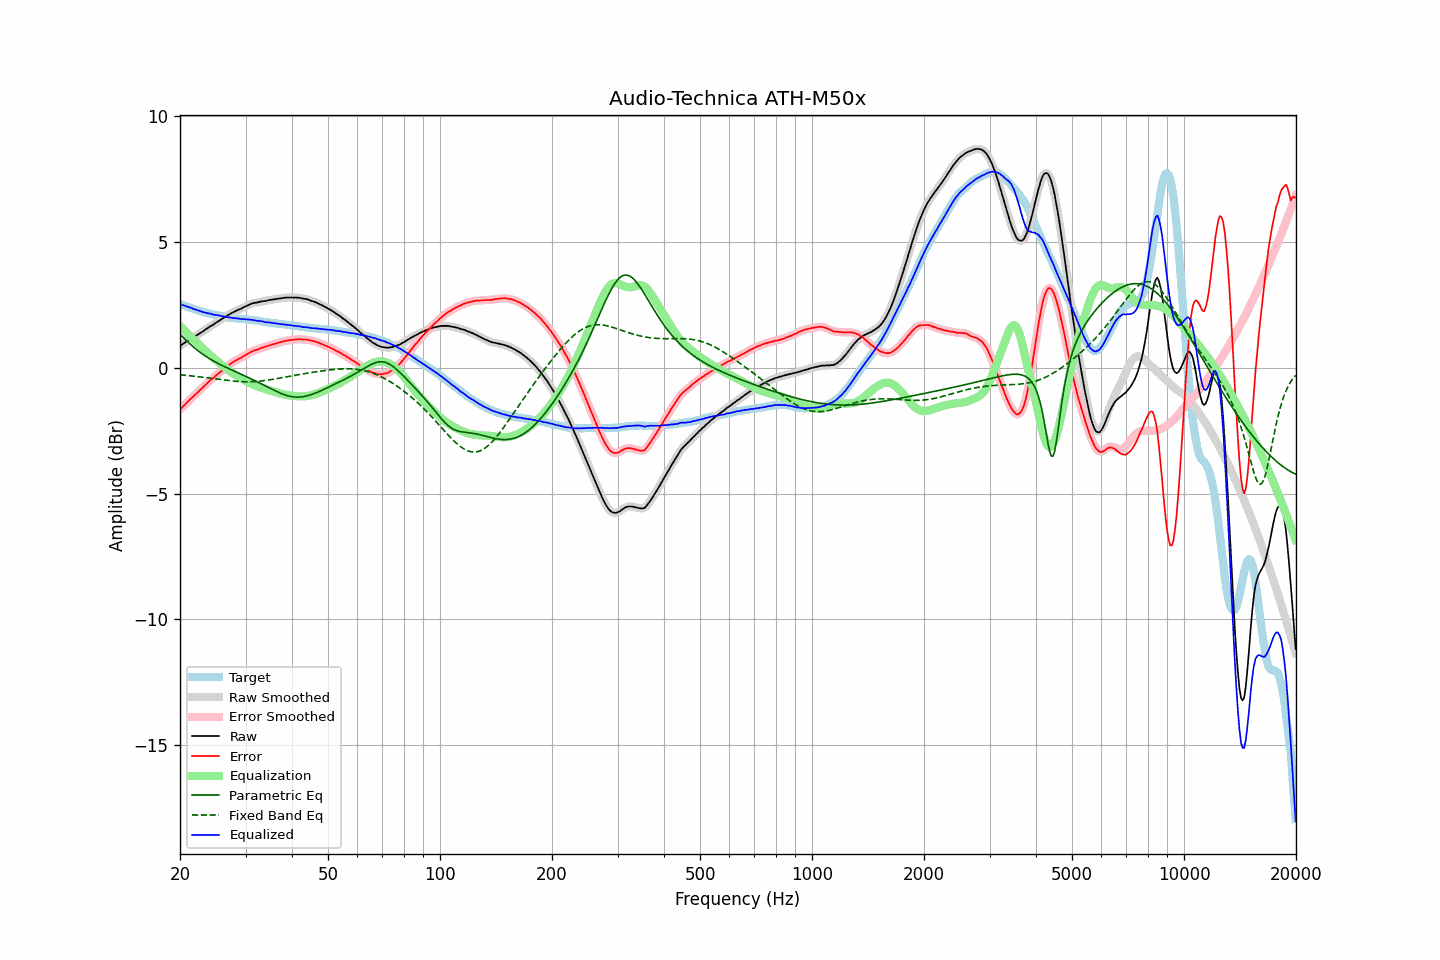 Audio-Technica ATH-M50x
10
5
0
−5
−10
−15
Amplitude (dBr)
Target
Raw Smoothed
Error Smoothed
Raw
Error
Equalization
Parametric Eq
Fixed Band Eq
Equalized
20 50 100 200 500 1000 2000 5000 10000 20000
Frequency (Hz)